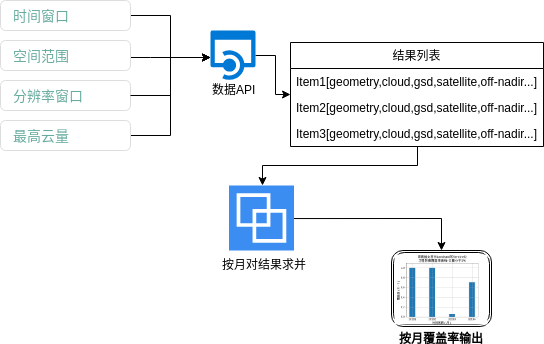 时间窗口
空间范围
分辨率窗口
最高云量
数据API
结果列表
Item1[geometry,cloud,gsd,satellite,off-nadir...]
Item2[geometry,cloud,gsd,satellite,off-nadir...]
Item3[geometry,cloud,gsd,satellite,off-nadir...]
按月对结果求并
按月覆盖率输出